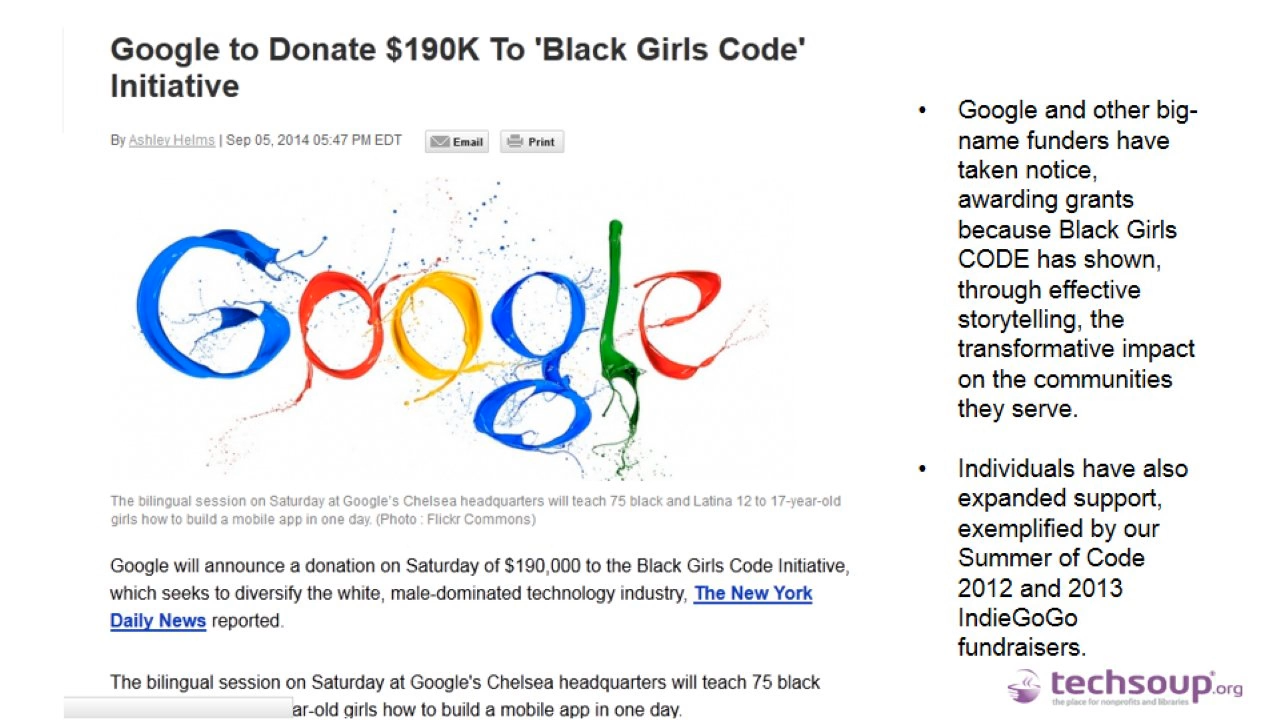 Google to Donate $190K To 'Black Girls Code'
Initiative
By Ashley Helms | Sep 05, 2014 05:47 PM EDT
Email
Print
Google
The bilingual session on Saturday at Google's Chelsea headquarters will teach 75 black and Latina 12 to 17-year-old
girls how to build a mobile app in one day. (Photo : Flickr Commons)
Google will announce a donation on Saturday of $190,000 to the Black Girls Code Initiative,
which seeks to diversify the white, male-dominated technology industry, The New York
Daily News reported.
The bilingual session on Saturday at Google's Chelsea headquarters will teach 75 black
ar-old girls how to build a mobile app in one day.
• Google and other big-
name funders have
taken notice,
awarding grants
because Black Girls
CODE has shown,
through effective
storytelling, the
transformative impact
on the communities
they serve.
• Individuals have also
expanded support,
exemplified by our
Summer of Code
2012 and 2013
IndieGoGo
fundraisers.
techsoup.org
the place for nonprofits and libraries